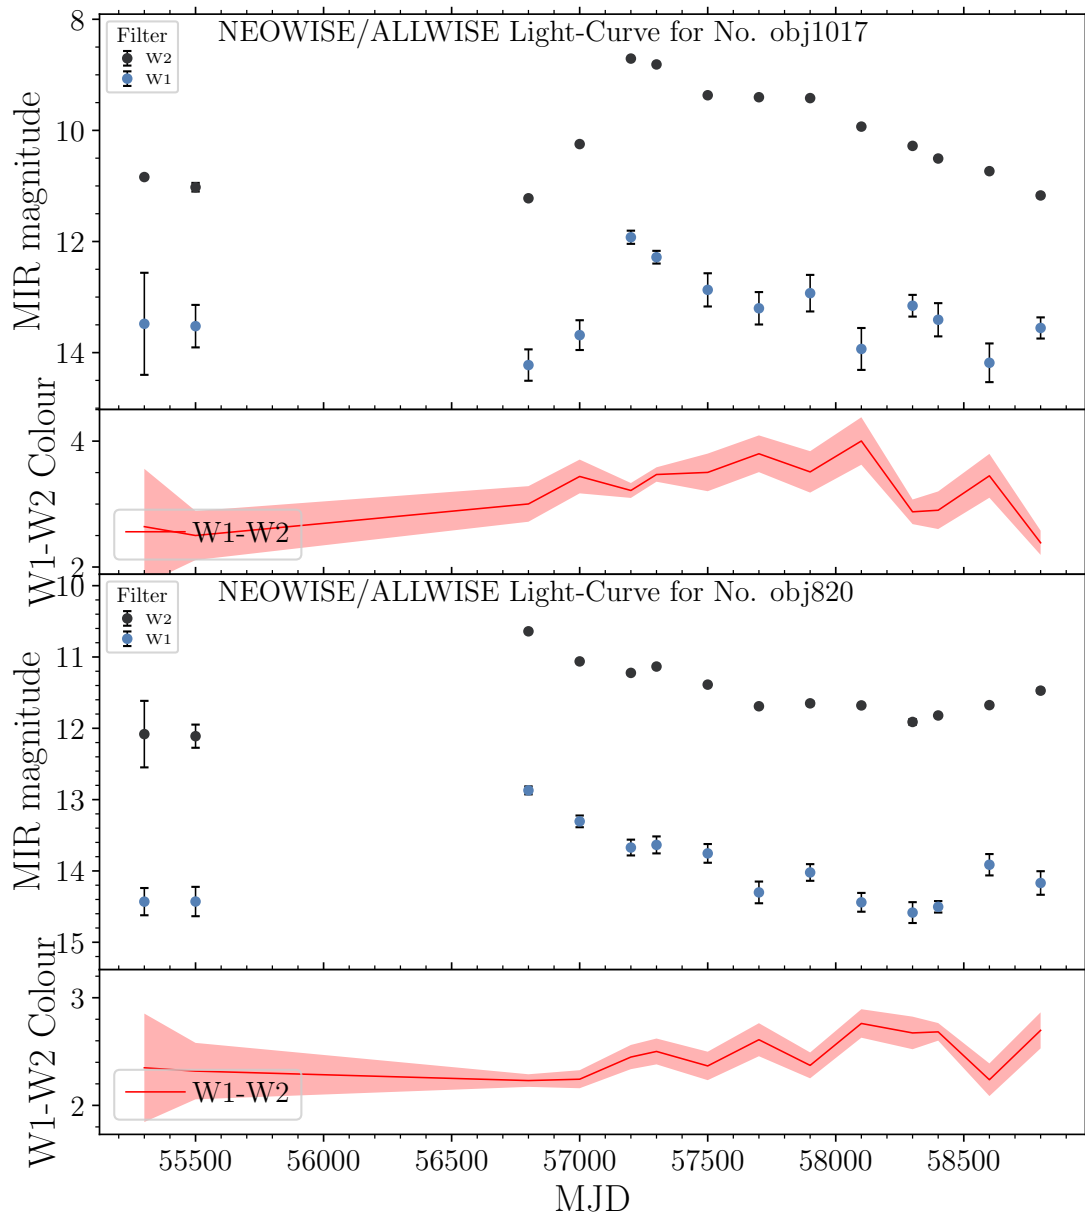 NEOWISE/ALLWISE Light-Curve for No. obj1017
Filter
W2
W1
MIR magnitude
8
10
12
14
W1-W2 Colour
4
2
W1-W2
NEOWISE/ALLWISE Light-Curve for No. obj820
Filter
W2
W1
MIR magnitude
10
11
12
13
14
15
W1-W2 Colour
3
2
W1-W2
55500 56000 56500 57000 57500 58000 58500
MJD